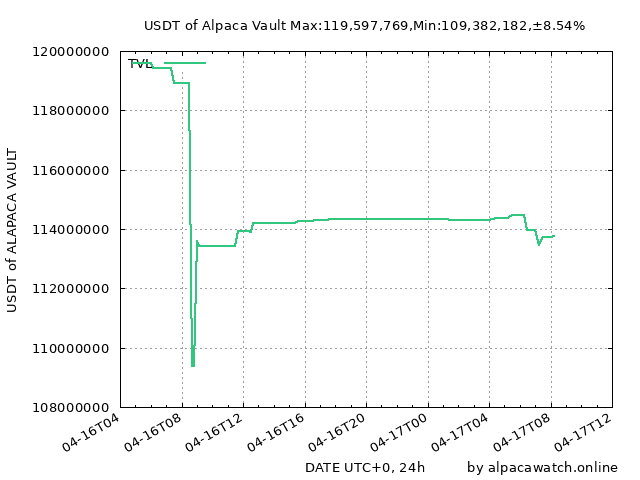 USDT of Alpaca Vault Max:119,597,769,Min:109,382,182,±8.54%
120000000
TVL
118000000
116000000
114000000
112000000
110000000
108000000
USDT of ALAPACA VAULT
04-16T04
04-16T08
04-16T12
04-16T16
04-16T20
04-17T00
04-17T04
04-17T08
04-17T12
DATE UTC+0, 24h
by alpacawatch.online